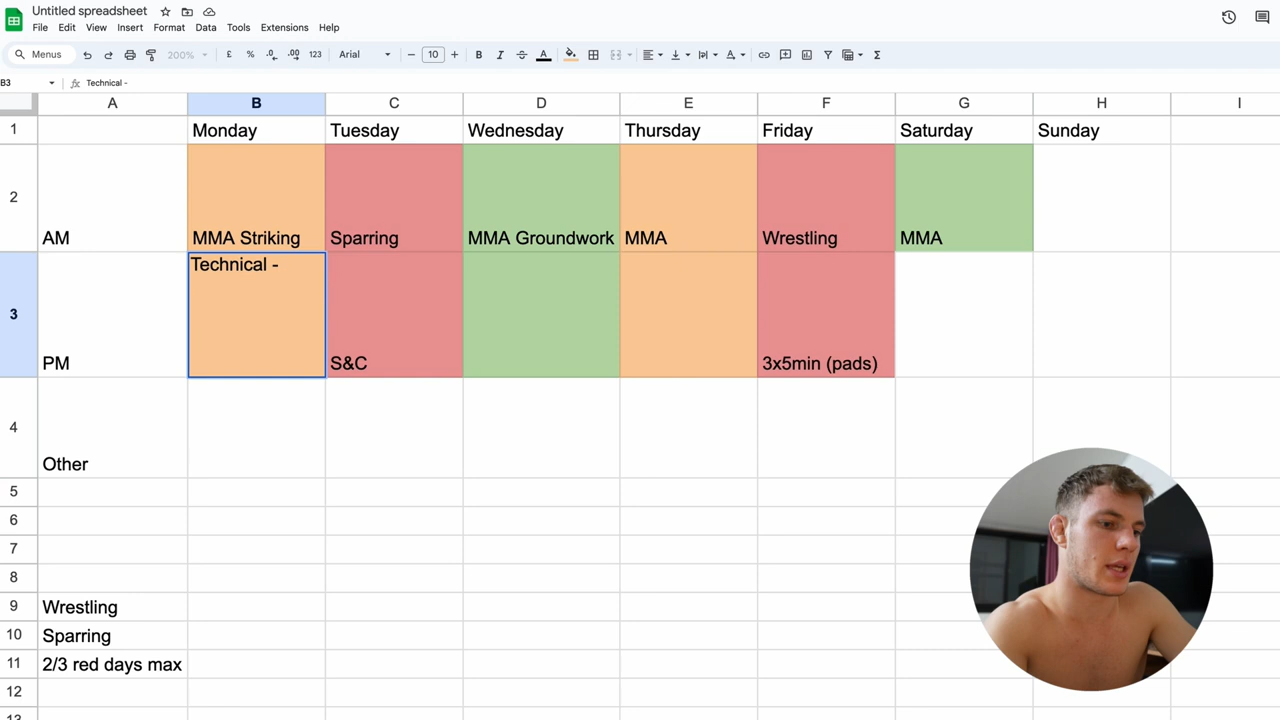 Untitled spreadsheet
File Edit View Insert Format Data Tools Extensions Help
Menus 200% £ % .0 .00 123 Arial 10 B I S A
B3 fx Technical -
A B C D E F G H I
1 Monday Tuesday Wednesday Thursday Friday Saturday Sunday
2 AM MMA Striking Sparring MMA Groundwork MMA Wrestling MMA
3 PM Technical - S&C 3x5min (pads)
4 Other
5
6
7
8
9 Wrestling
10 Sparring
11 2/3 red days max
12
13